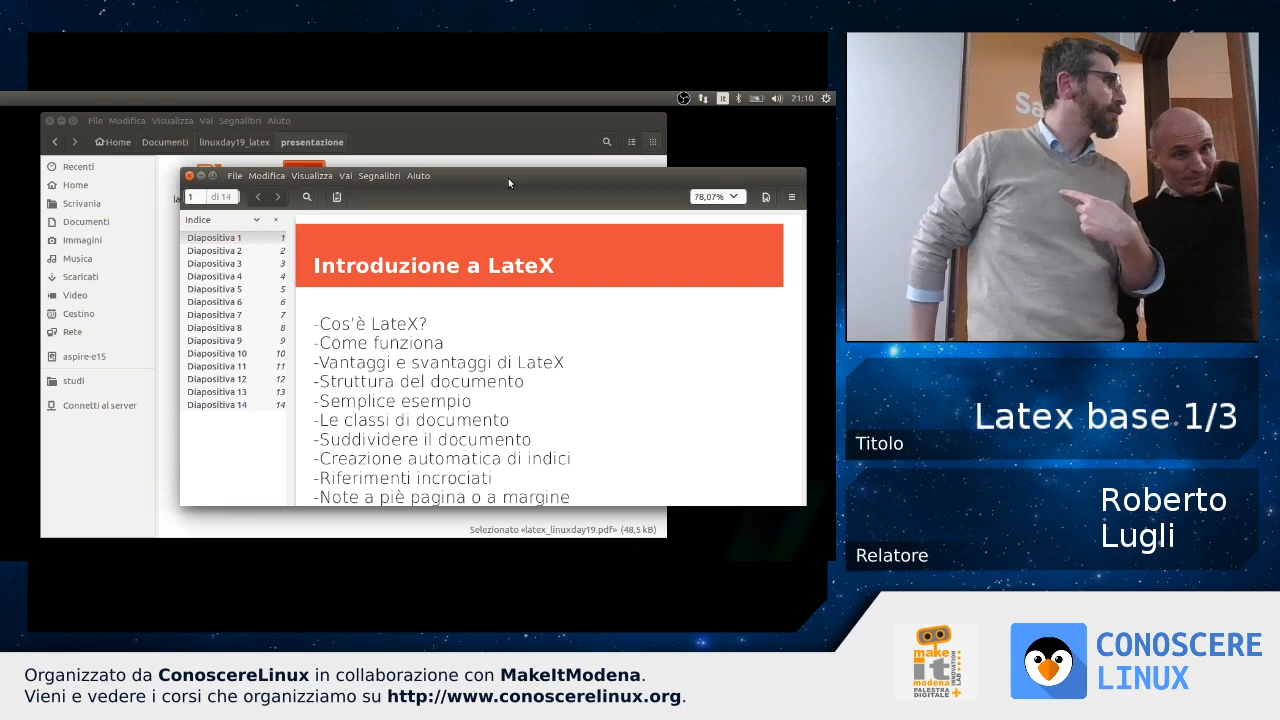 It
21:10
File Modifica Visualizza Vai Segnalibri Aiuto
Home Documenti linuxday19_latex presentazione
Recenti
Home
Scrivania
Documenti
Immagini
Musica
Scaricati
Video
Cestino
Rete
aspire-e15
studi
Connetti al server
File Modifica Visualizza Vai Segnalibri Aiuto
1 di 14
78,07%
Indice
Diapositiva 1 1
Diapositiva 2 2
Diapositiva 3 3
Diapositiva 4 4
Diapositiva 5 5
Diapositiva 6 6
Diapositiva 7 7
Diapositiva 8 8
Diapositiva 9 9
Diapositiva 10 10
Diapositiva 11 11
Diapositiva 12 12
Diapositiva 13 13
Diapositiva 14 14
Introduzione a LateX
-Cos'è LateX?
-Come funziona
-Vantaggi e svantaggi di LateX
-Struttura del documento
-Semplice esempio
-Le classi di documento
-Suddividere il documento
-Creazione automatica di indici
-Riferimenti incrociati
-Note a piè pagina o a margine
Selezionato «latex_linuxday19.pdf» (48,5 kB)
Sa
Latex base 1/3
Titolo
Roberto
Lugli
Relatore
make
it
modena
PALESTRA
DIGITALE
INNOVATION
LAB
CONOSCERE
LINUX
Organizzato da ConoscereLinux in collaborazione con MakeItModena.
Vieni e vedere i corsi che organizziamo su http://www.conoscerelinux.org.